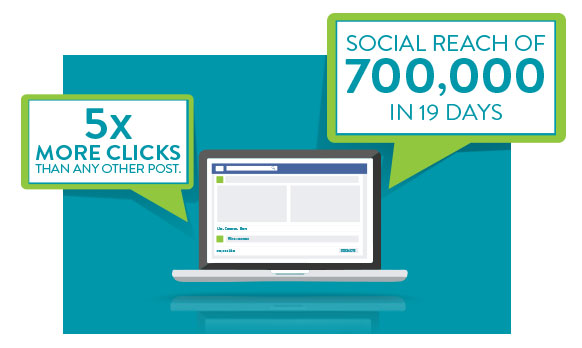 SOCIAL REACH OF
700,000
IN 19 DAYS
5x
MORE CLICKS
THAN ANY OTHER POST.